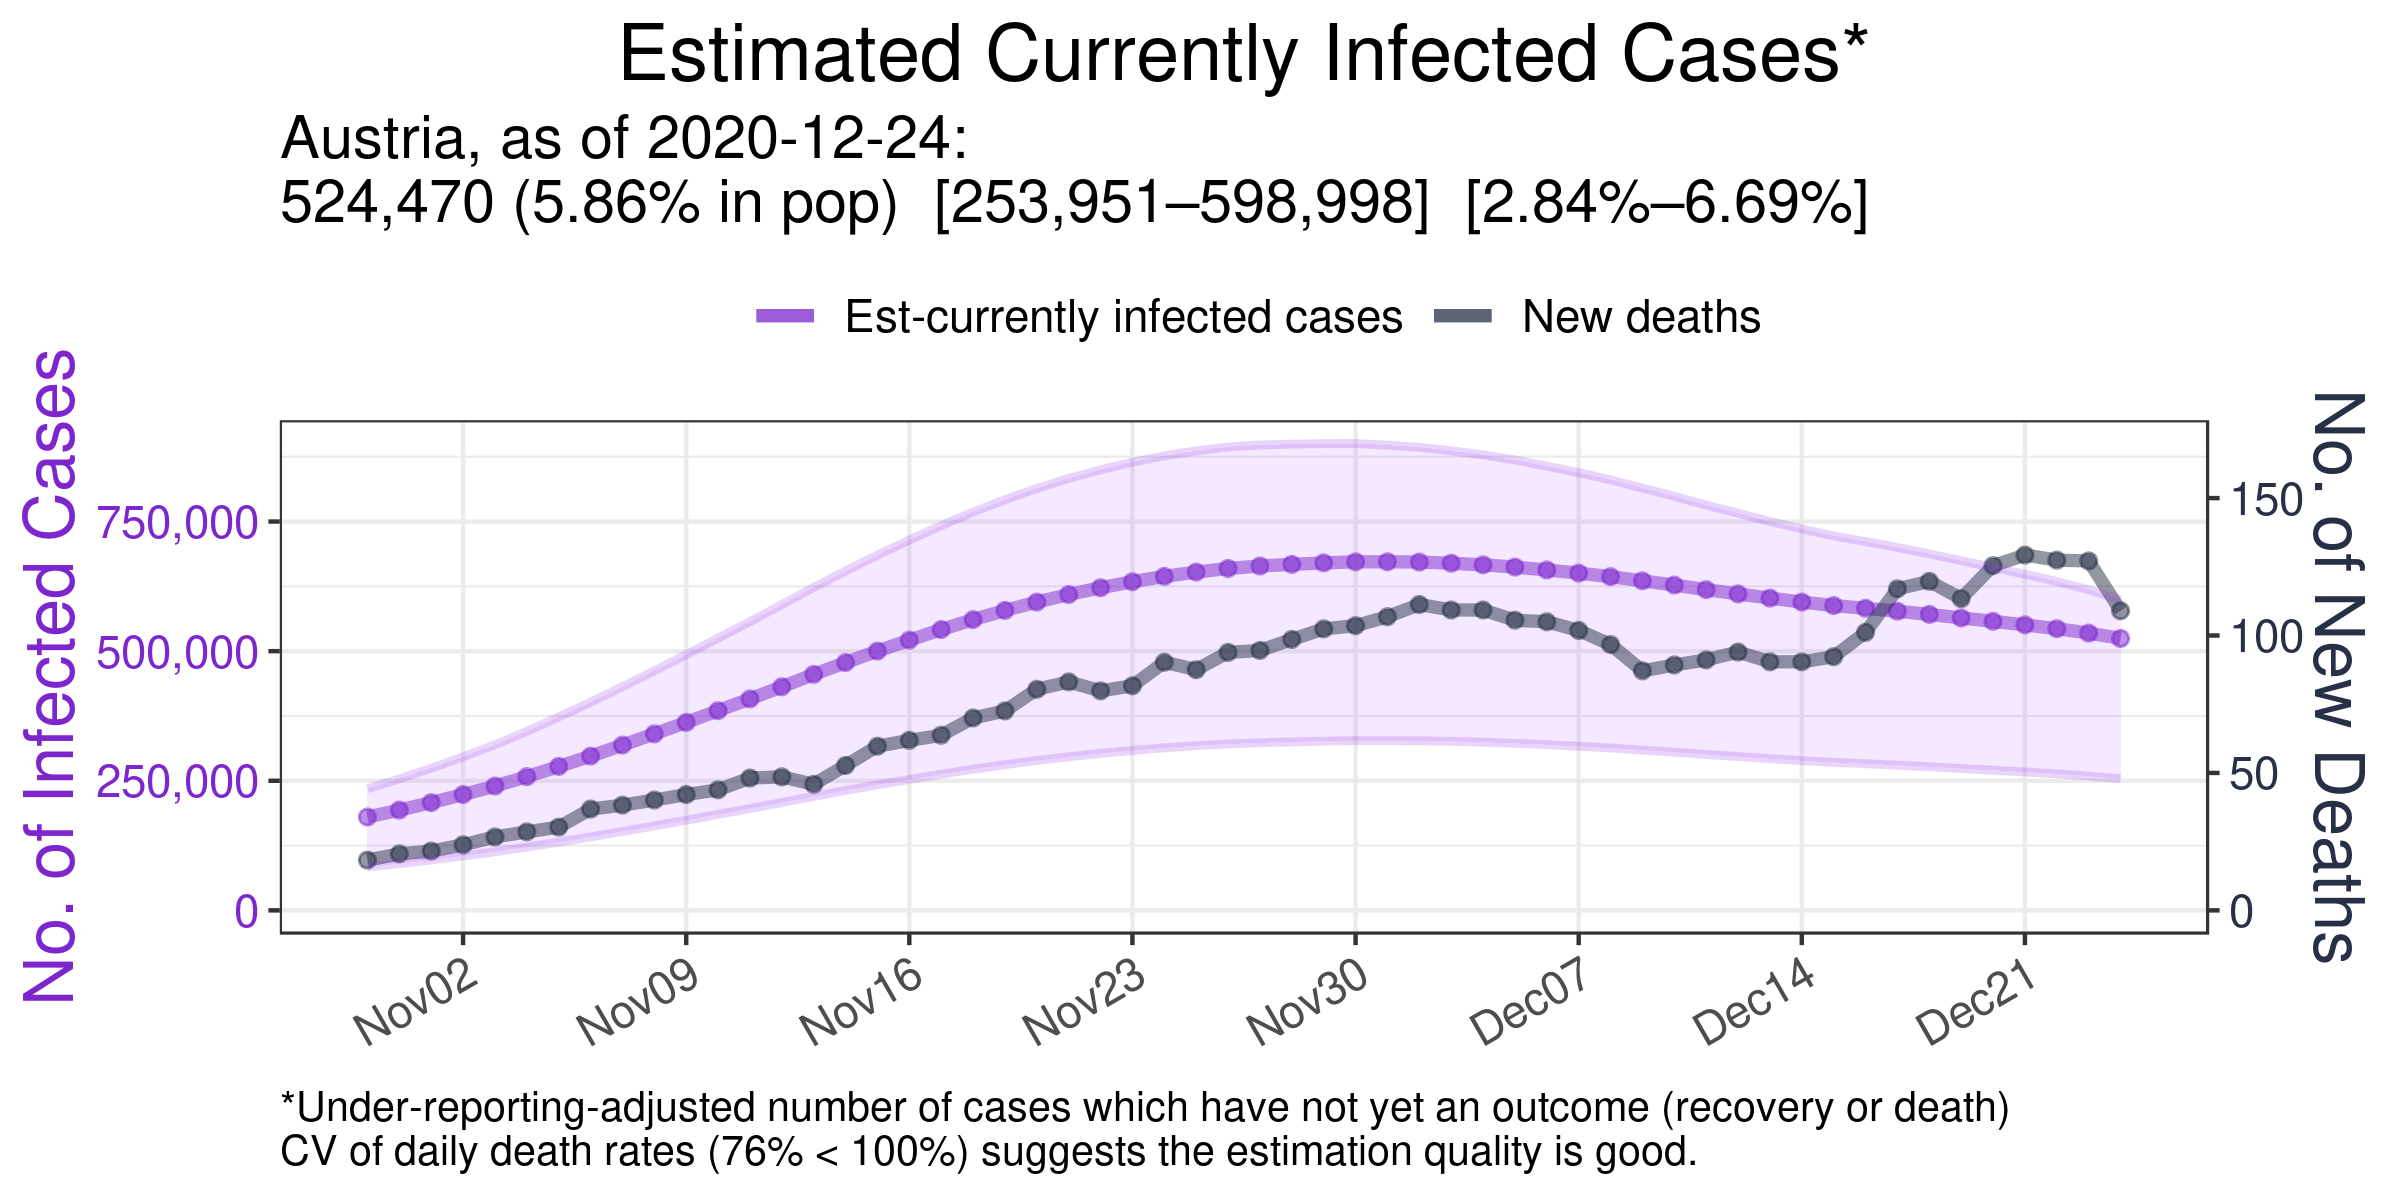 Estimated Currently Infected Cases*
Austria, as of 2020-12-24:
524,470 (5.86% in pop)  [253,951–598,998]  [2.84%–6.69%]
Est-currently infected cases
New deaths
No. of Infected Cases
750,000
500,000
250,000
0
150
100
50
0
No. of New Deaths
Nov02
Nov09
Nov16
Nov23
Nov30
Dec07
Dec14
Dec21
*Under-reporting-adjusted number of cases which have not yet an outcome (recovery or death)
CV of daily death rates (76% < 100%) suggests the estimation quality is good.